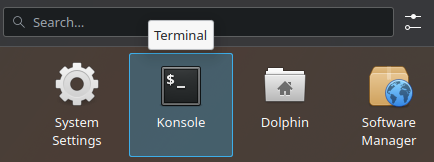 Search...
Terminal
$_
System
Settings
Konsole
Dolphin
Software
Manager